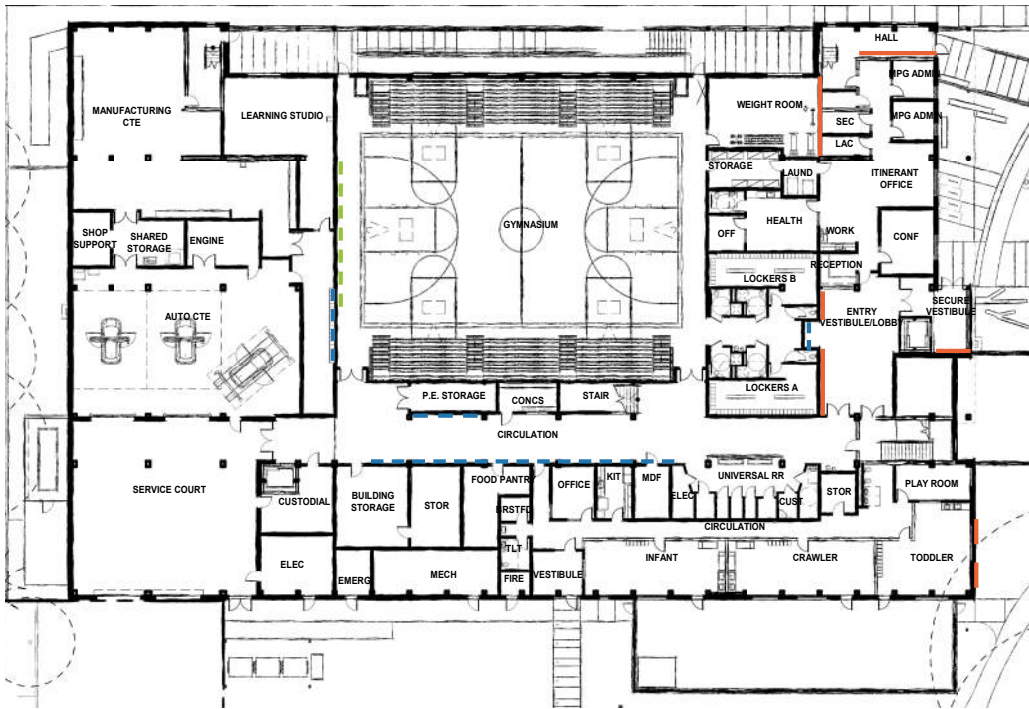 HALL
MPG ADMIN
MANUFACTURING
CTE
LEARNING STUDIO
WEIGHT ROOM
SEC
MPG ADMIN
LAC
STORAGE
LAUND
ITINERANT
OFFICE
GYMNASIUM
HEALTH
SHOP
SUPPORT
SHARED
STORAGE
ENGINE
OFF
WORK
CONF
RECEPTION
LOCKERS B
AUTO CTE
ENTRY
VESTIBULE/LOBBY
SECURE
VESTIBULE
P.E. STORAGE
CONCS
STAIR
LOCKERS A
CIRCULATION
SERVICE COURT
CUSTODIAL
BUILDING
STORAGE
STOR
FOOD PANTRY
OFFICE
KIT
MDF
ELEC
UNIVERSAL RR
CUST
STOR
PLAY ROOM
BRSTFD
CIRCULATION
TLT
ELEC
EMERG
MECH
FIRE
VESTIBULE
INFANT
CRAWLER
TODDLER